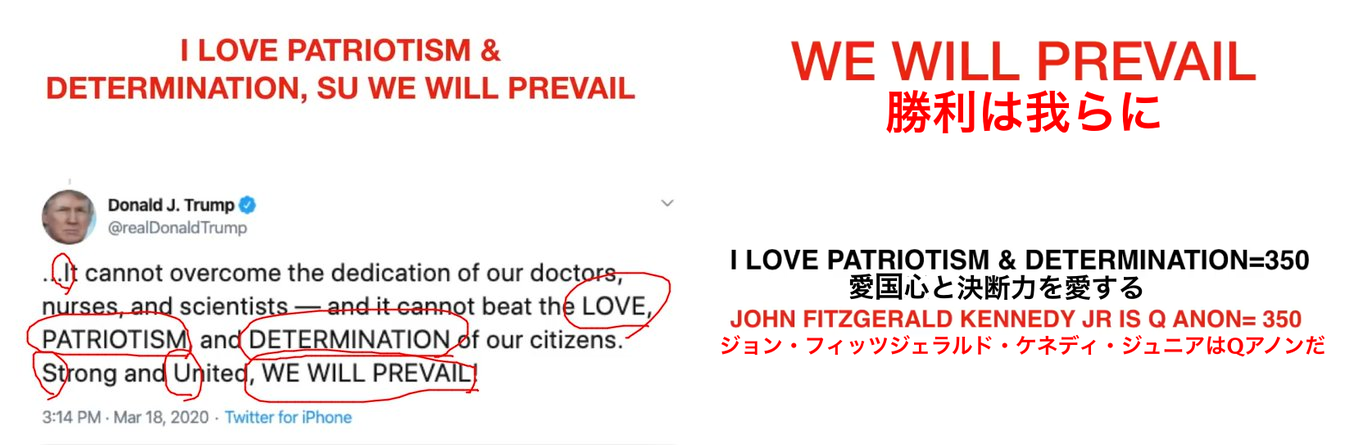 I LOVE PATRIOTISM &
DETERMINATION, SU WE WILL PREVAIL
Donald J. Trump
@realDonaldTrump
...It cannot overcome the dedication of our doctors,
nurses, and scientists — and it cannot beat the LOVE,
PATRIOTISM, and DETERMINATION of our citizens.
Strong and United, WE WILL PREVAIL!
3:14 PM · Mar 18, 2020 · Twitter for iPhone
WE WILL PREVAIL
勝利は我らに
I LOVE PATRIOTISM & DETERMINATION=350
愛国心と決断力を愛する
JOHN FITZGERALD KENNEDY JR IS Q ANON= 350
ジョン・フィッツジェラルド・ケネディ・ジュニアはQアノンだ